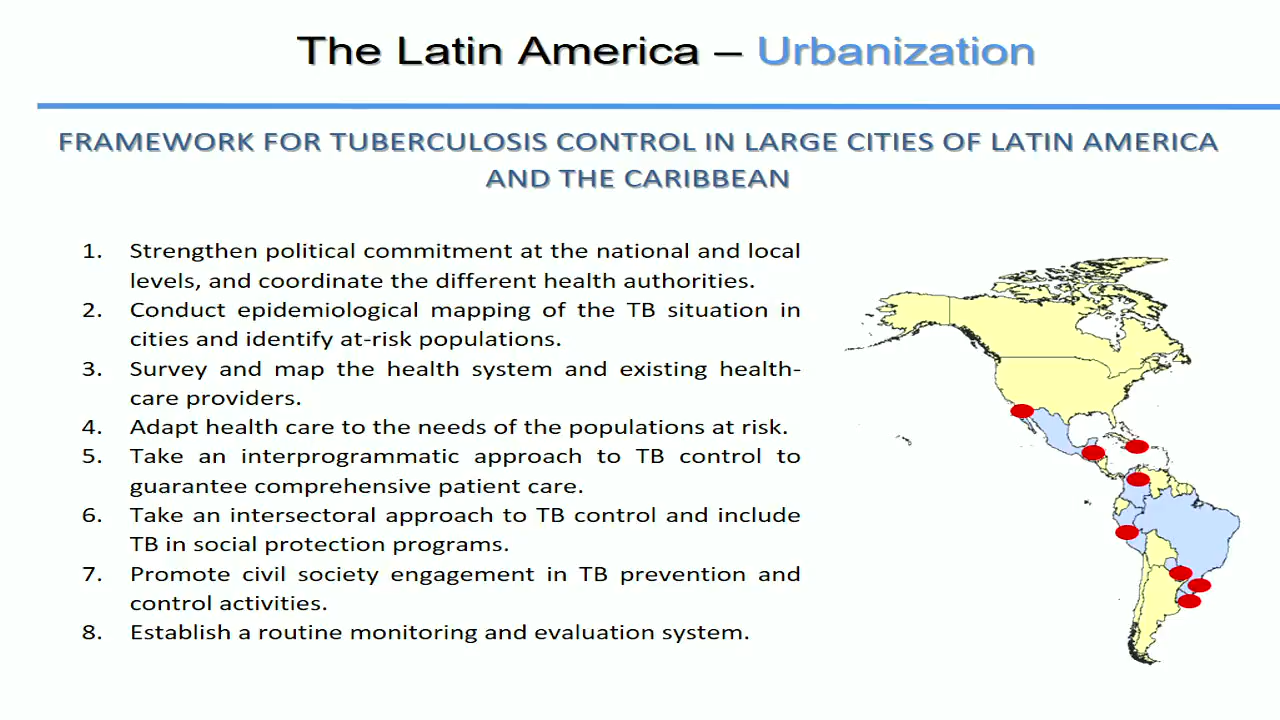 The Latin America – Urbanization
FRAMEWORK FOR TUBERCULOSIS CONTROL IN LARGE CITIES OF LATIN AMERICA
AND THE CARIBBEAN
1. Strengthen political commitment at the national and local
levels, and coordinate the different health authorities.
2. Conduct epidemiological mapping of the TB situation in
cities and identify at-risk populations.
3. Survey and map the health system and existing health-
care providers.
4. Adapt health care to the needs of the populations at risk.
5. Take an interprogrammatic approach to TB control to
guarantee comprehensive patient care.
6. Take an intersectoral approach to TB control and include
TB in social protection programs.
7. Promote civil society engagement in TB prevention and
control activities.
8. Establish a routine monitoring and evaluation system.